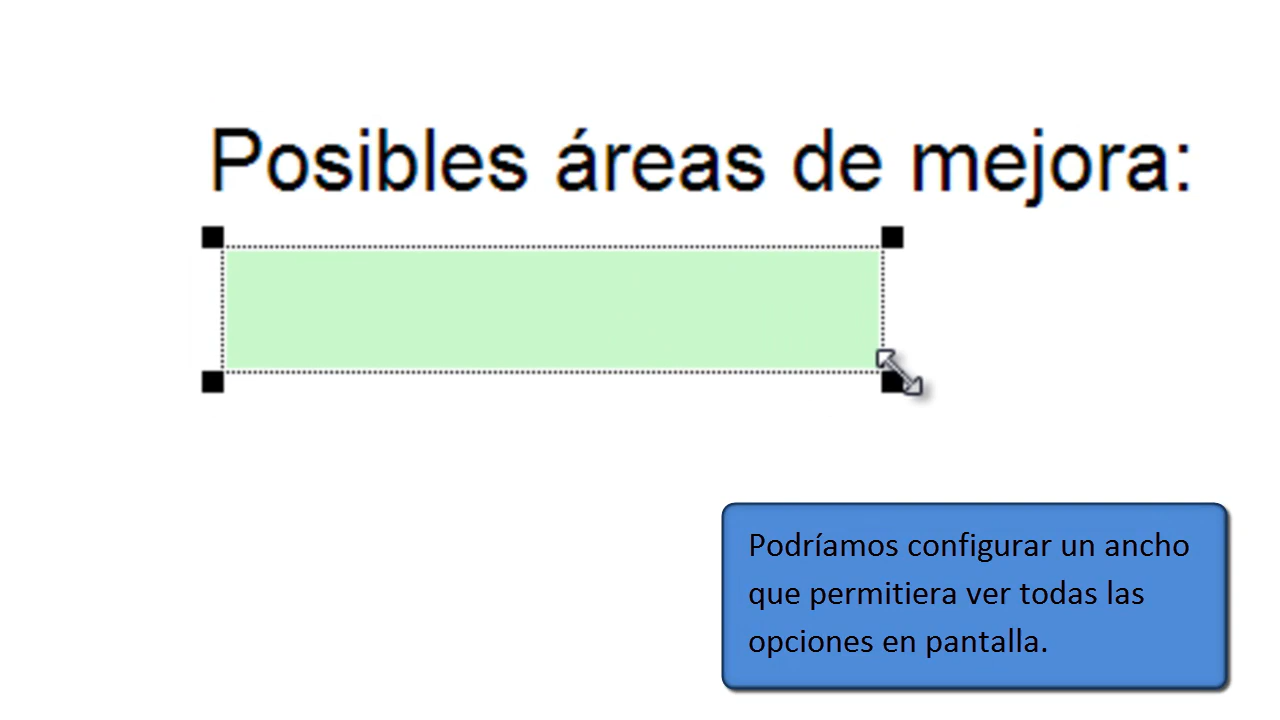 Posibles áreas de mejora:
Podríamos configurar un ancho
que permitiera ver todas las
opciones en pantalla.